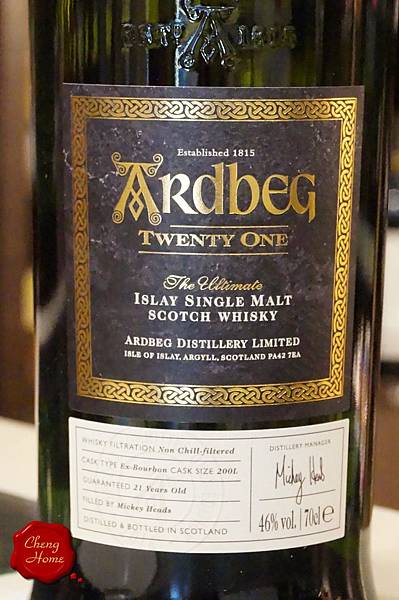 ESTD 1815
Established 1815
ARDBEG
TWENTY ONE
The Ultimate
ISLAY SINGLE MALT
SCOTCH WHISKY
ARDBEG DISTILLERY LIMITED
ISLE OF ISLAY, ARGYLL, SCOTLAND PA42 7EA
WHISKY FILTRATION Non Chill-filtered
CASK TYPE Ex-Bourbon CASK SIZE 200L
GUARANTEED 21 Years Old
FILLED BY Mickey Heads
DISTILLED & BOTTLED IN SCOTLAND
DISTILLERY MANAGER
Mickey Heads
46% vol. | 70cl e
Cheng
Home